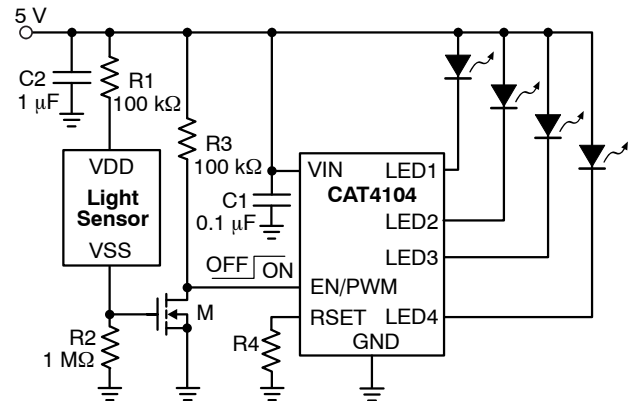 5 V
C2
1 μF
R1
100 kΩ
R3
100 kΩ
VDD
Light
Sensor
VSS
C1
0.1 μF
VIN
LED1
CAT4104
LED2
LED3
OFF
ON
EN/PWM
M
RSET
LED4
GND
R2
1 MΩ
R4